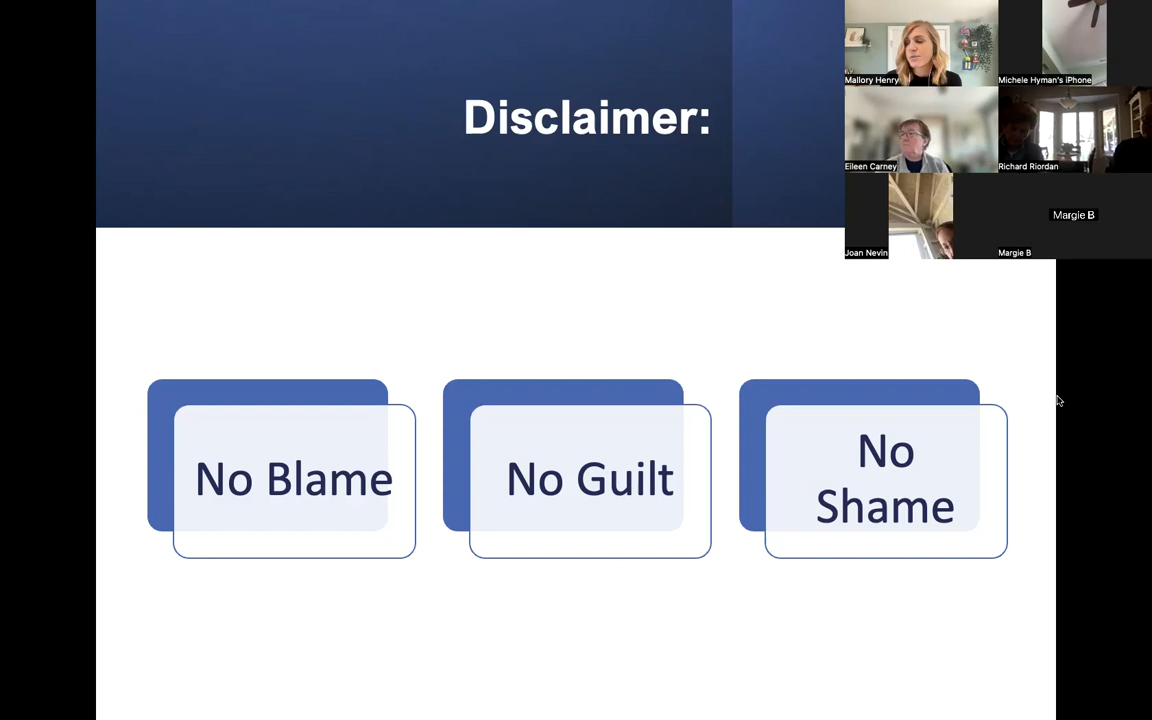 Disclaimer:
Mallory Henry
Michele Hyman's iPhone
Eileen Carney
Richard Riordan
Margie B
Joan Nevin
Margie B
No Blame
No Guilt
No
Shame